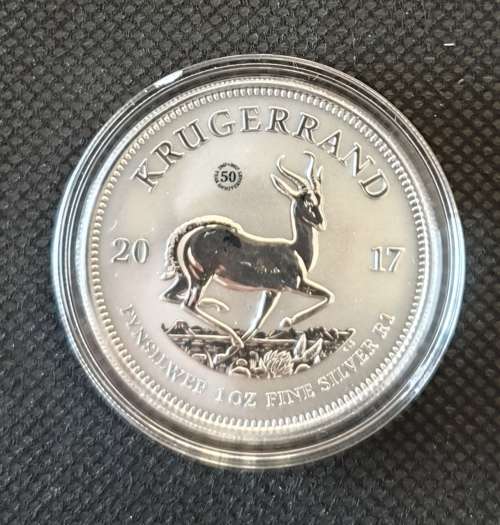 KRUGERRAND
50
20 17
FYNSILWER 1 OZ FINE SILVER R1